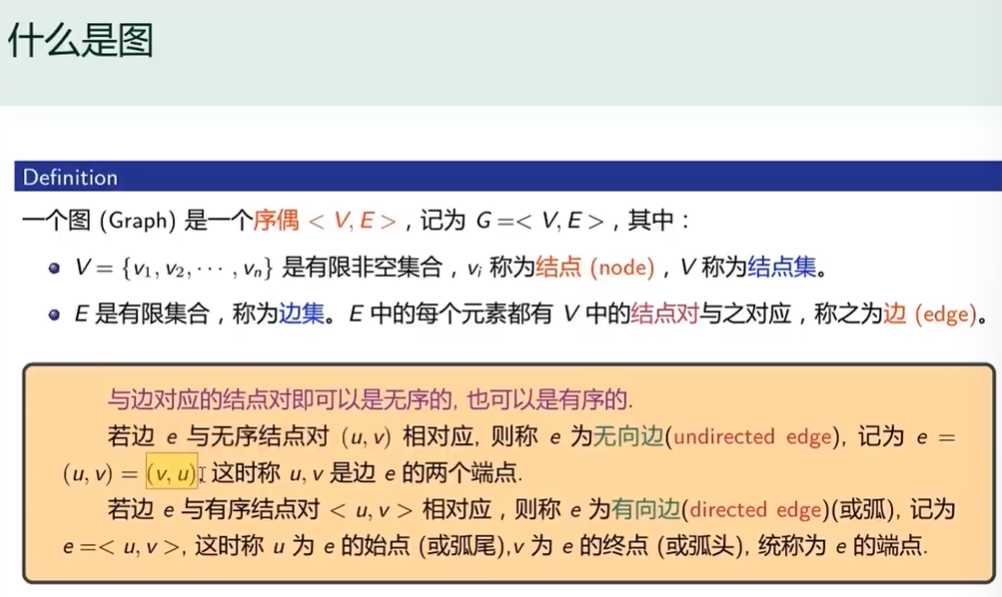 什么是图
Definition
一个图 (Graph) 是一个序偶 < V, E >，记为 G =< V, E >，其中：
V = {v₁, v₂, ⋯ , vₙ} 是有限非空集合，vᵢ 称为结点 (node)，V 称为结点集。
E 是有限集合，称为边集。E 中的每个元素都有 V 中的结点对与之对应，称之为边 (edge)。
与边对应的结点对即可以是无序的, 也可以是有序的.
若边 e 与无序结点对 (u, v) 相对应, 则称 e 为无向边(undirected edge), 记为 e =
(u, v) = (v, u), 这时称 u, v 是边 e 的两个端点.
若边 e 与有序结点对 < u, v > 相对应，则称 e 为有向边(directed edge)(或弧), 记为
e =< u, v >, 这时称 u 为 e 的始点 (或弧尾),v 为 e 的终点 (或弧头), 统称为 e 的端点.